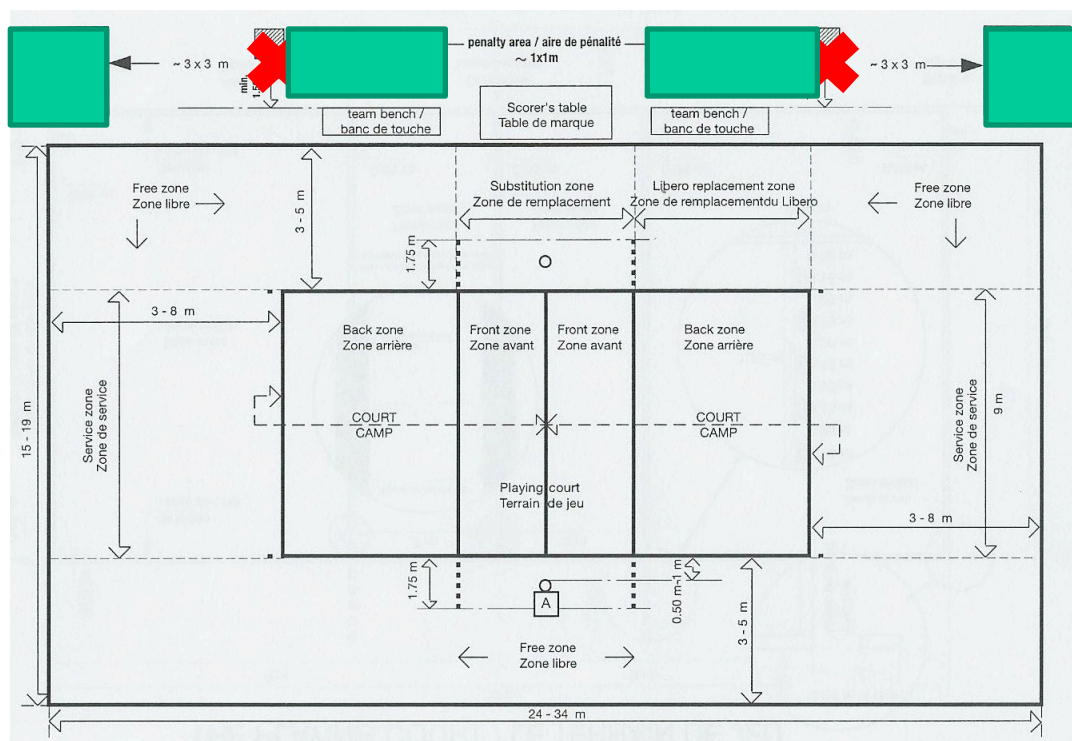 penalty area / aire de pénalité
~ 1x1m
~ 3 x 3 m
~ 3 x 3 m
min.
Scorer's table
Table de marque
team bench /
banc de touche
team bench /
banc de touche
Free zone
Zone libre
3 - 5 m
Substitution zone
Zone de remplacement
Libero replacement zone
Zone de remplacementdu Libero
Free zone
Zone libre
1.75 m
3 - 8 m
Back zone
Zone arrière
Front zone
Zone avant
Front zone
Zone avant
Back zone
Zone arrière
15 - 19 m
Service zone
Zone de service
COURT
CAMP
COURT
CAMP
Service zone
Zone de service
9 m
Playing court
Terrain de jeu
3 - 8 m
1.75 m
A
0.50 m-1 m
3 - 5 m
Free zone
Zone libre
24 - 34 m